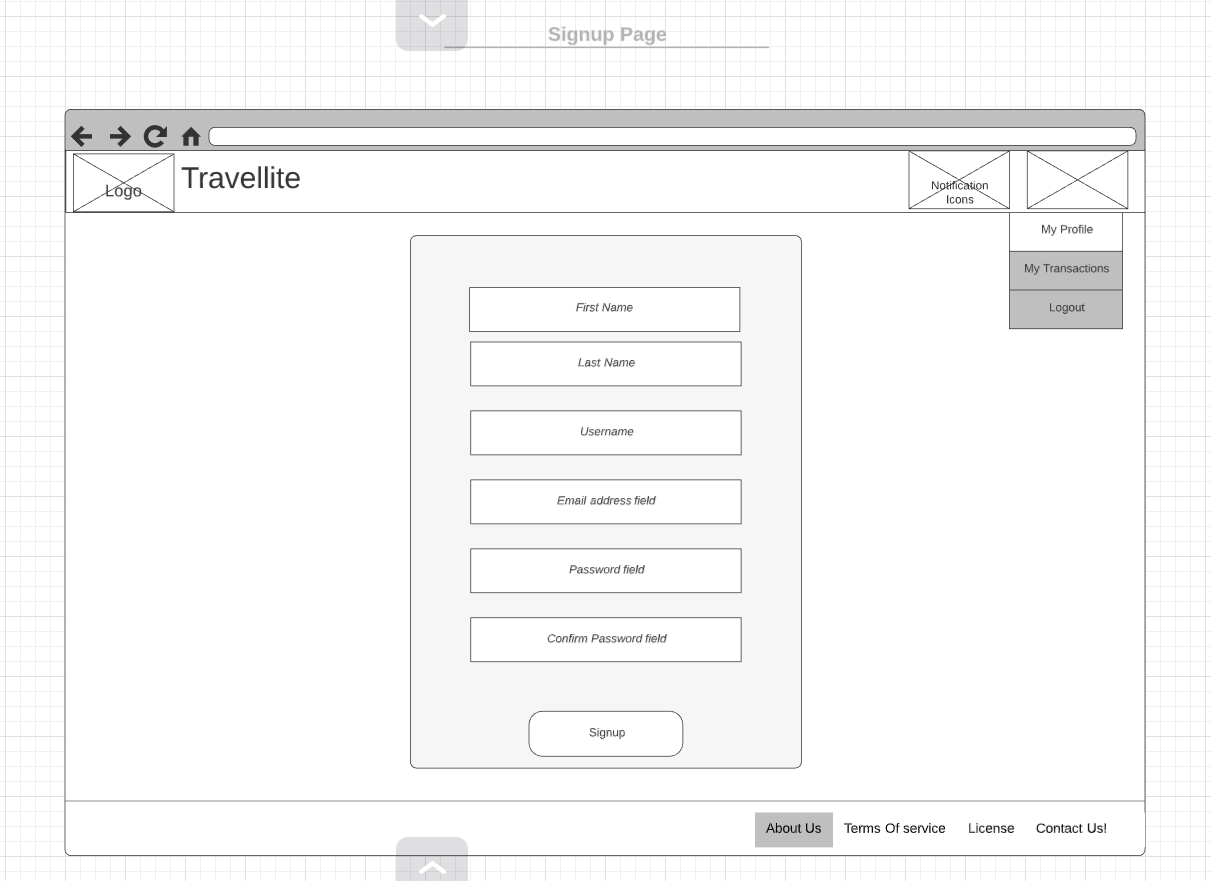 Signup Page
Logo
Travellite
Notification
Icons
My Profile
My Transactions
Logout
First Name
Last Name
Username
Email address field
Password field
Confirm Password field
Signup
About Us
Terms Of service
License
Contact Us!